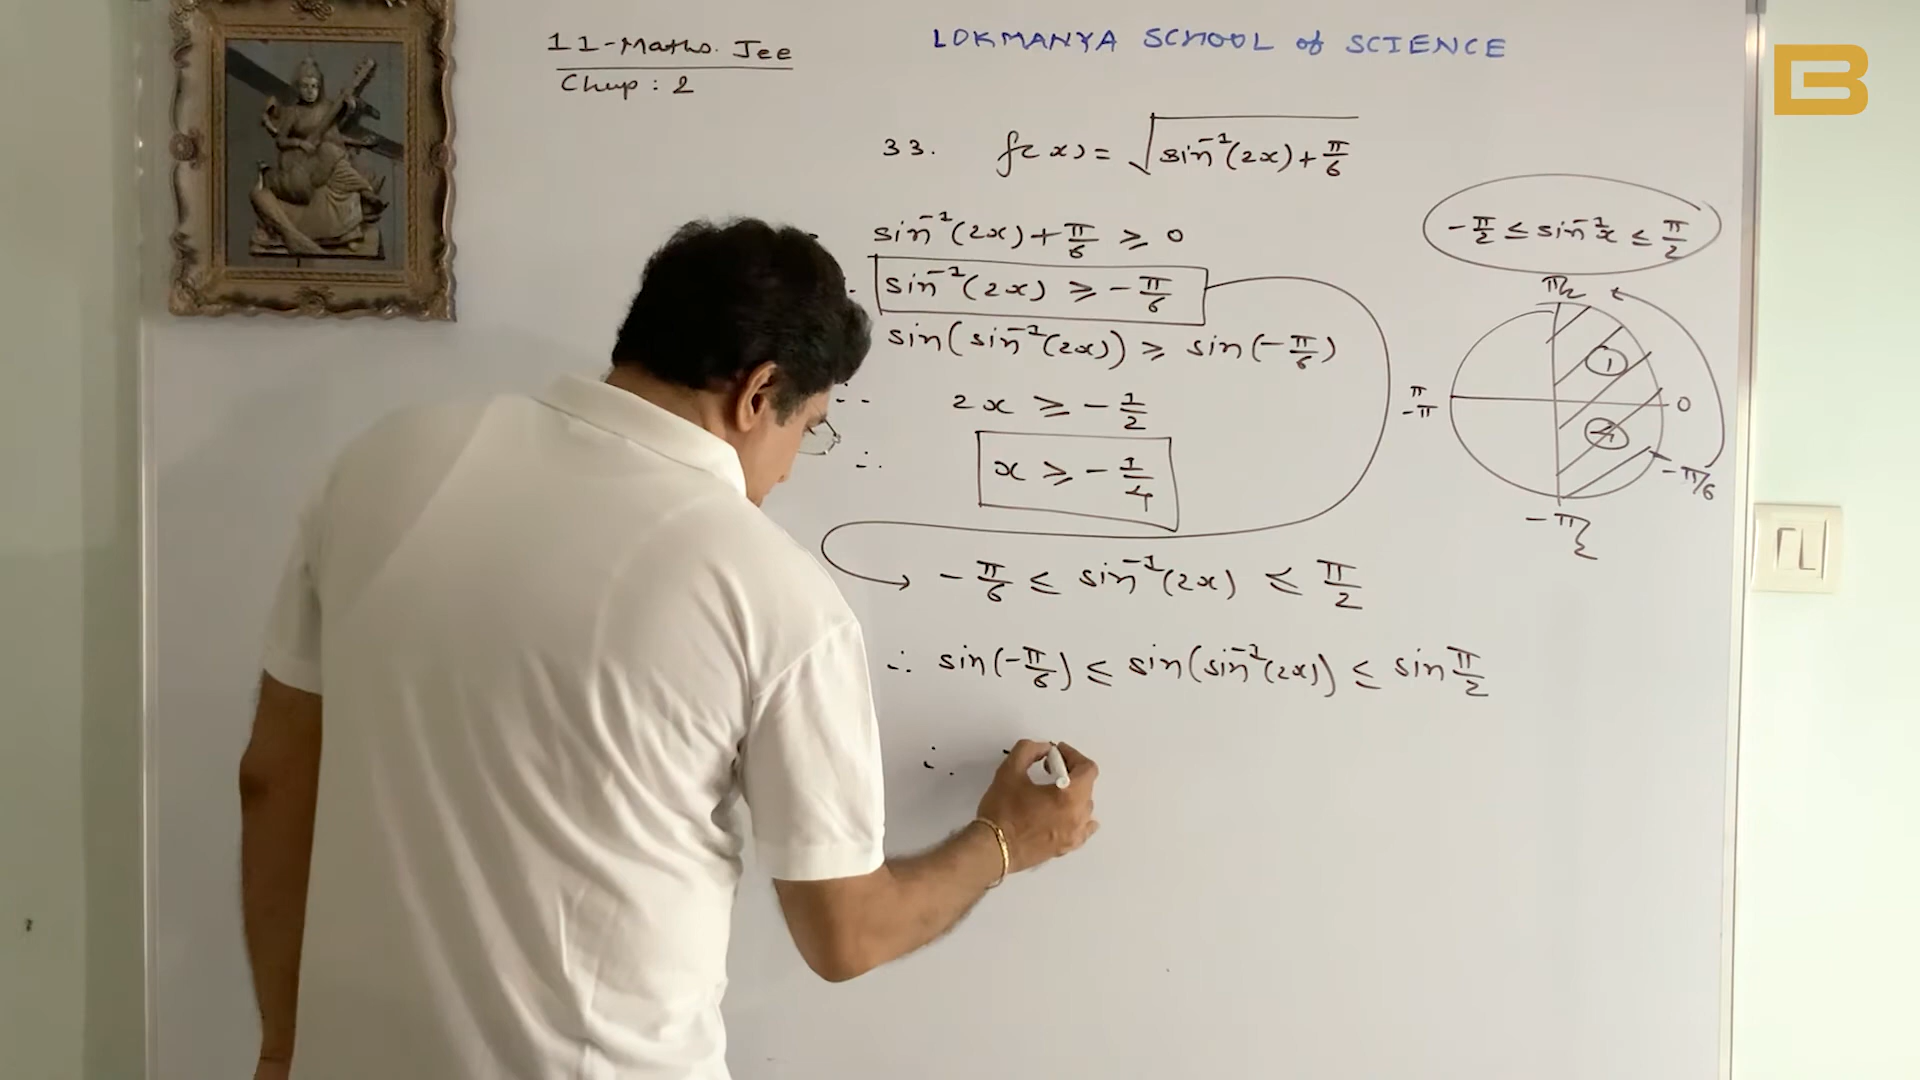 11-Maths. Jee
Chap : 2
LOKMANYA SCHOOL of SCIENCE
33. f(x) = √(sin⁻¹(2x) + π/6)
sin⁻¹(2x) + π/6 ≥ 0
sin⁻¹(2x) ≥ -π/6
sin(sin⁻¹(2x)) ≥ sin(-π/6)
∴ 2x ≥ -1/2
∴ x ≥ -1/4
-π/6 ≤ sin⁻¹(2x) ≤ π/2
∴ sin(-π/6) ≤ sin(sin⁻¹(2x)) ≤ sin π/2
∴ -
-π/2 ≤ sin⁻¹x ≤ π/2
π/2
1
π
-π
0
4
-π/6
-π/2
B